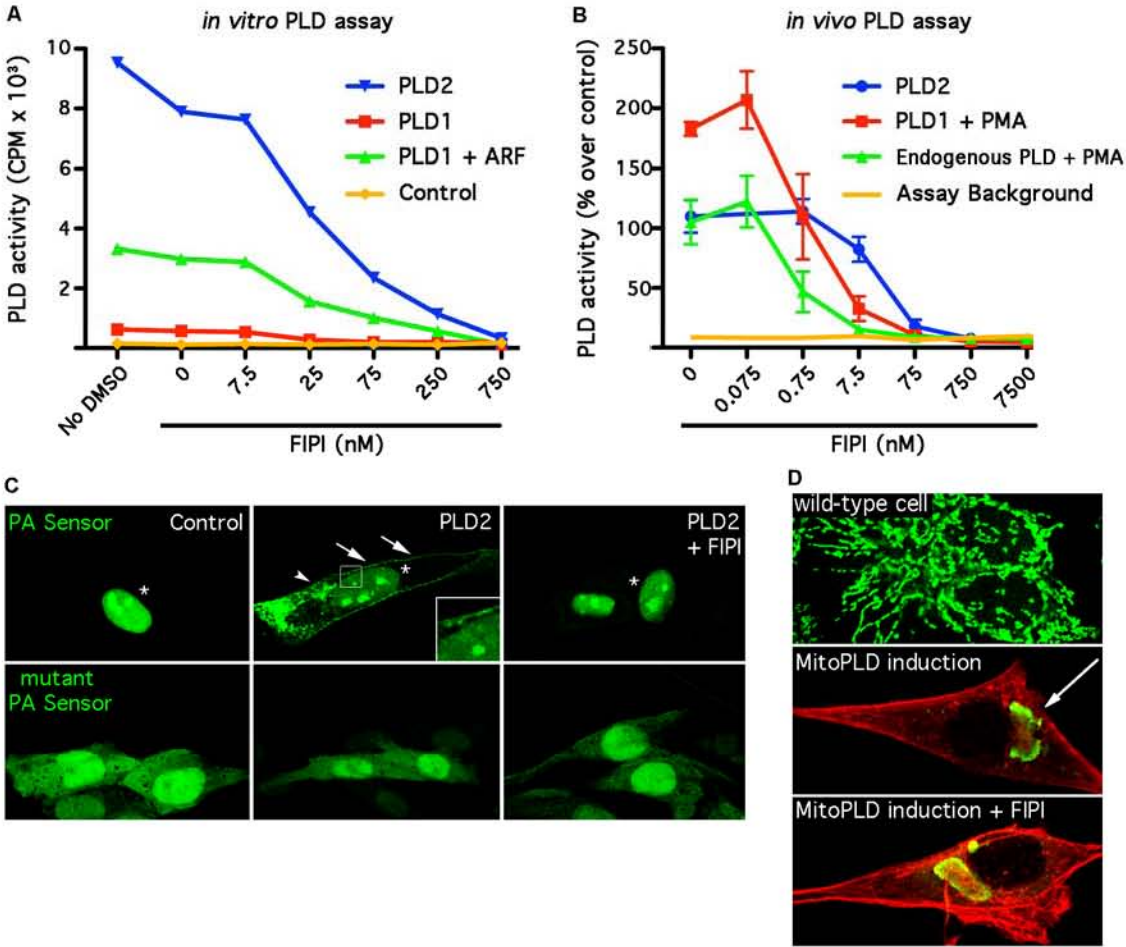 A
in vitro PLD assay
PLD activity (CPM x 10³)
10
8
6
4
2
PLD2
PLD1
PLD1 + ARF
Control
No DMSO
0
7.5
25
75
250
750
FIPI (nM)
B
in vivo PLD assay
PLD activity (% over control)
250
200
150
100
50
PLD2
PLD1 + PMA
Endogenous PLD + PMA
Assay Background
0
0.075
0.75
7.5
75
750
7500
FIPI (nM)
C
PA Sensor
Control
*
PLD2
*
PLD2
+ FIPI
*
mutant
PA Sensor
D
wild-type cell
MitoPLD induction
MitoPLD induction + FIPI